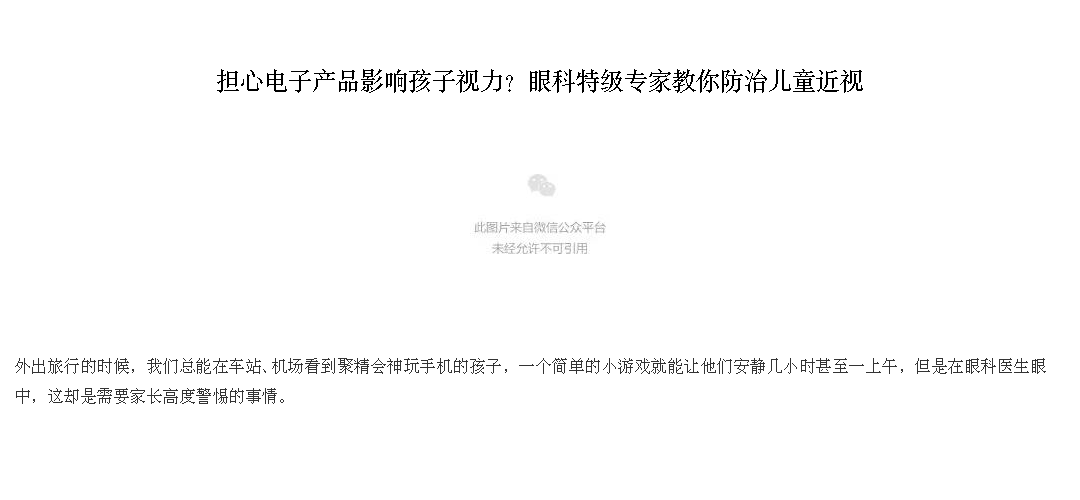 担心电子产品影响孩子视力？眼科特级专家教你防治儿童近视
此图片来自微信公众平台
未经允许不可引用
外出旅行的时候，我们总能在车站、机场看到聚精会神玩手机的孩子，一个简单的小游戏就能让他们安静几小时甚至一上午，但是在眼科医生眼
中，这却是需要家长高度警惕的事情。